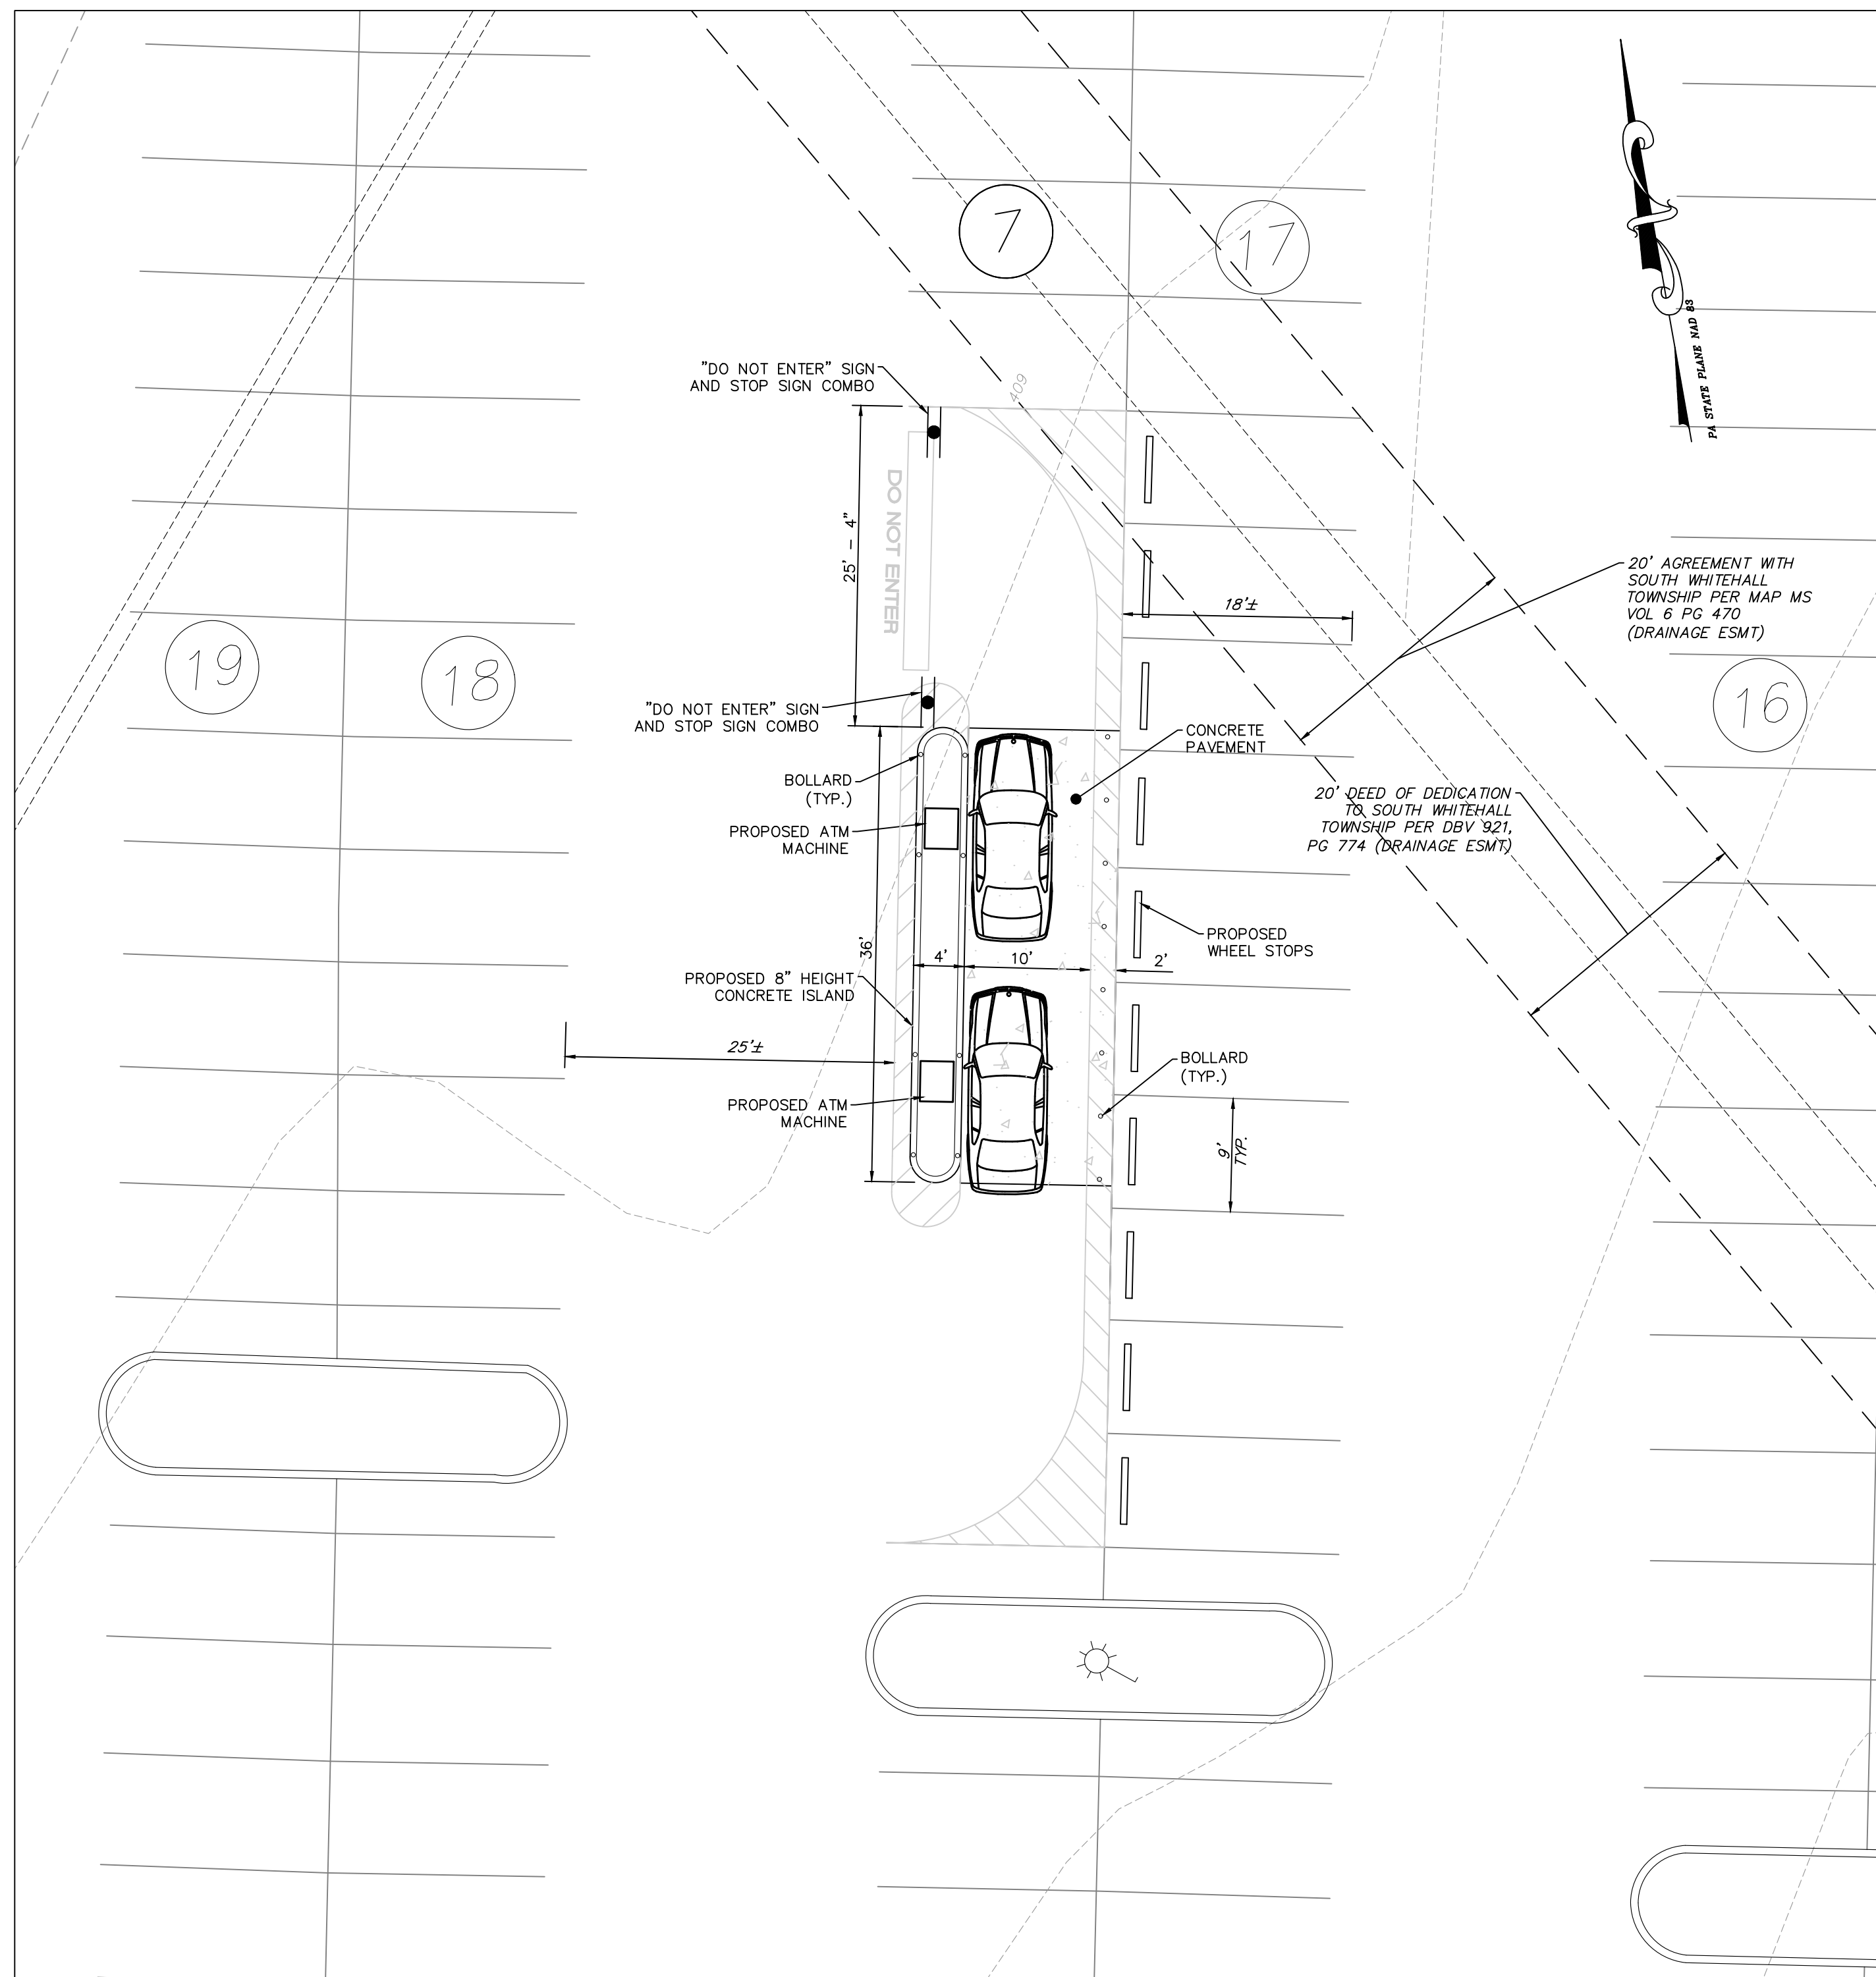 7
17
PA STATE PLANE NAD 83
"DO NOT ENTER" SIGN
AND STOP SIGN COMBO
409
DO NOT ENTER
25' – 4"
18'±
20' AGREEMENT WITH
SOUTH WHITEHALL
TOWNSHIP PER MAP MS
VOL 6 PG 470
(DRAINAGE ESMT)
19
18
16
"DO NOT ENTER" SIGN
AND STOP SIGN COMBO
CONCRETE
PAVEMENT
BOLLARD
(TYP.)
PROPOSED ATM
MACHINE
20' DEED OF DEDICATION
TO SOUTH WHITEHALL
TOWNSHIP PER DBV 921,
PG 774 (DRAINAGE ESMT)
PROPOSED
WHEEL STOPS
36'
4'
10'
2'
PROPOSED 8" HEIGHT
CONCRETE ISLAND
25'±
BOLLARD
(TYP.)
PROPOSED ATM
MACHINE
9'
TYP.